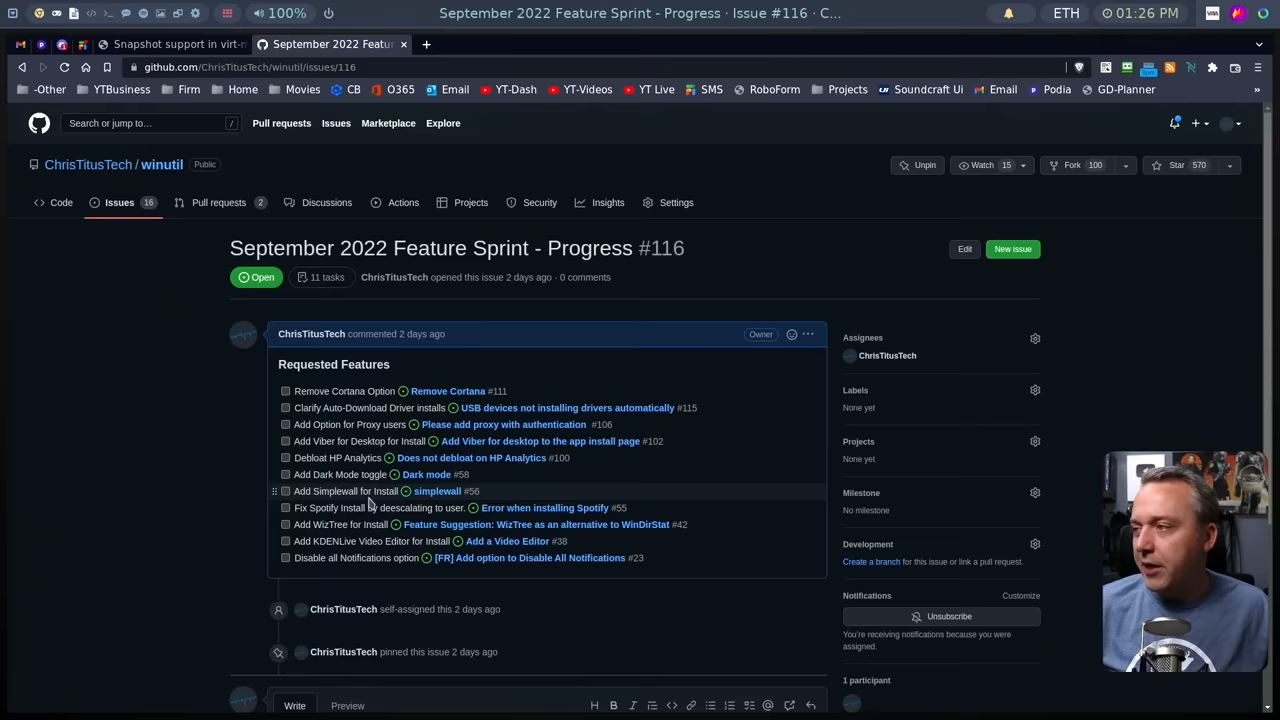 100%
September 2022 Feature Sprint - Progress · Issue #116 · C...
ETH
01:26 PM
Snapshot support in virt-m
September 2022 Featu
github.com/ChrisTitusTech/winutil/issues/116
-Other
YTBusiness
Firm
Home
Movies
CB
O365
Email
YT-Dash
YT-Videos
YT Live
SMS
RoboForm
Projects
Soundcraft Ui
Email
Podia
GD-Planner
»
Search or jump to…
/
Pull requests
Issues
Marketplace
Explore
ChrisTitusTech / winutil
Public
Unpin
Watch 15
Fork 100
Star 570
Code
Issues 16
Pull requests 2
Discussions
Actions
Projects
Security
Insights
Settings
September 2022 Feature Sprint - Progress #116
Edit
New issue
Open
11 tasks
ChrisTitusTech opened this issue 2 days ago · 0 comments
ChrisTitusTech commented 2 days ago
Owner
Requested Features
Remove Cortana Option Remove Cortana #111
Clarify Auto-Download Driver installs USB devices not installing drivers automatically #115
Add Option for Proxy users Please add proxy with authentication #106
Add Viber for Desktop for Install Add Viber for desktop to the app install page #102
Debloat HP Analytics Does not debloat on HP Analytics #100
Add Dark Mode toggle Dark mode #58
Add Simplewall for Install simplewall #56
Fix Spotify Install by deescalating to user. Error when installing Spotify #55
Add WizTree for Install Feature Suggestion: WizTree as an alternative to WinDirStat #42
Add KDENLive Video Editor for Install Add a Video Editor #38
Disable all Notifications option [FR] Add option to Disable All Notifications #23
ChrisTitusTech self-assigned this 2 days ago
ChrisTitusTech pinned this issue 2 days ago
Write
Preview
Assignees
ChrisTitusTech
Labels
None yet
Projects
None yet
Milestone
No milestone
Development
Create a branch for this issue or link a pull request.
Notifications
Customize
Unsubscribe
You're receiving notifications because you were
assigned.
1 participant